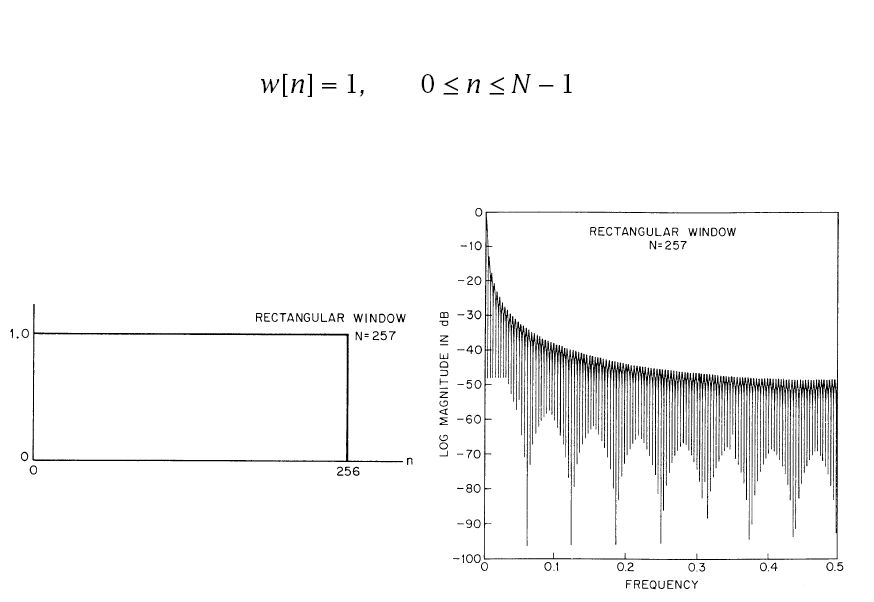 w[n] = 1, 0 ≤ n ≤ N − 1
RECTANGULAR WINDOW
N=257
1.0
0
0
256
n
RECTANGULAR WINDOW
N=257
LOG MAGNITUDE IN dB
0
−10
−20
−30
−40
−50
−60
−70
−80
−90
−100
0
0.1
0.2
0.3
0.4
0.5
FREQUENCY